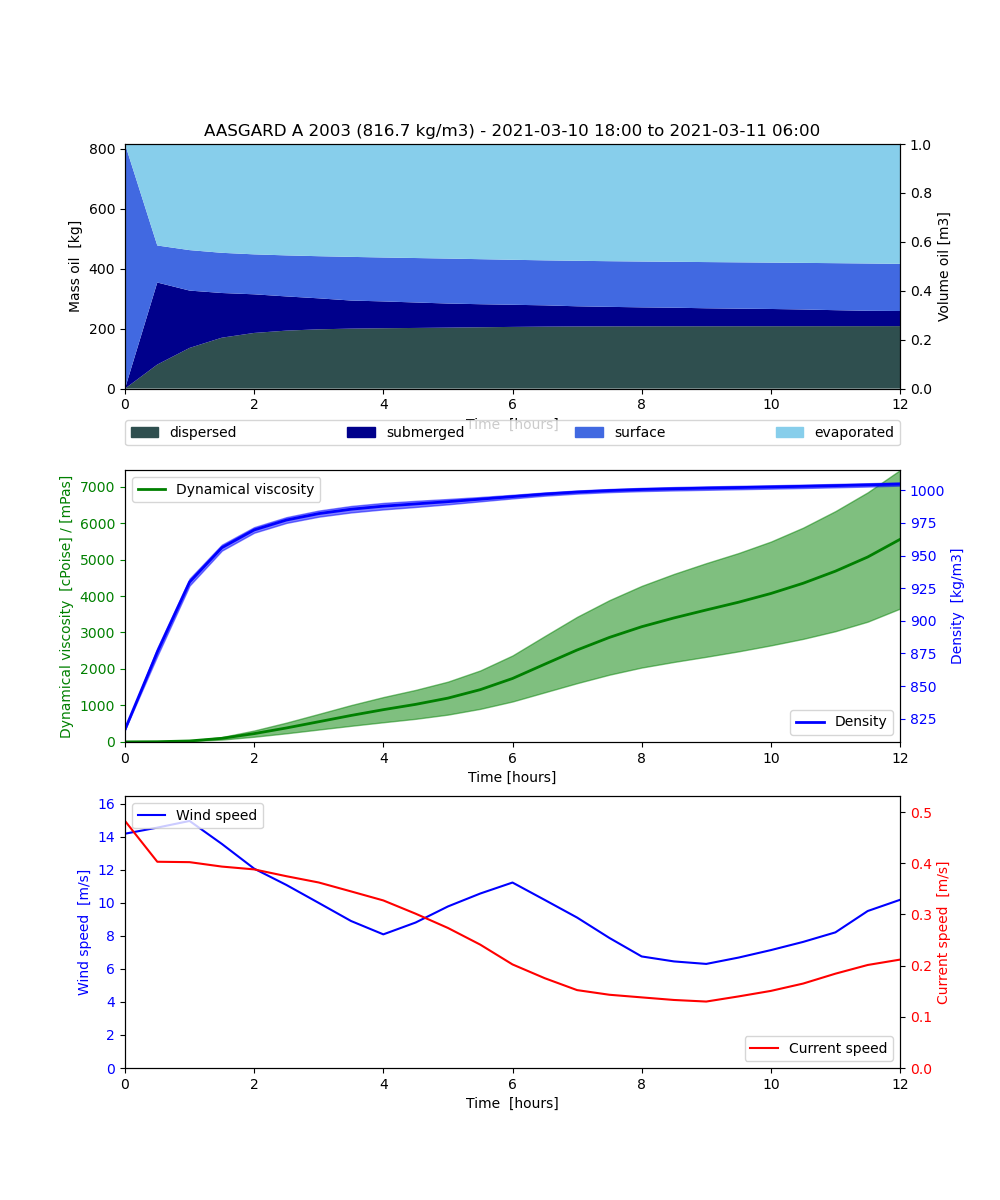 AASGARD A 2003 (816.7 kg/m3) - 2021-03-10 18:00 to 2021-03-11 06:00
Mass oil [kg]
800
600
400
200
0
Volume oil [m3]
1.0
0.8
0.6
0.4
0.2
0.0
0 2 4 6 8 10 12
Time [hours]
dispersed submerged surface evaporated
Dynamical viscosity [cPoise] / [mPas]
7000
6000
5000
4000
3000
2000
1000
0
Dynamical viscosity
Density [kg/m3]
1000
975
950
925
900
875
850
825
Density
0 2 4 6 8 10 12
Time [hours]
Wind speed [m/s]
16
14
12
10
8
6
4
2
0
Wind speed
Current speed [m/s]
0.5
0.4
0.3
0.2
0.1
0.0
Current speed
0 2 4 6 8 10 12
Time [hours]